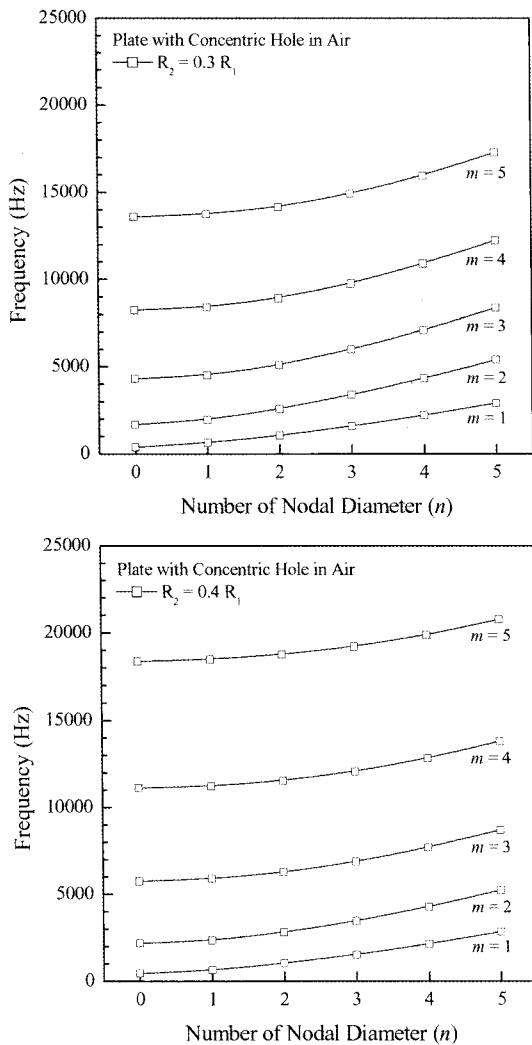 25000
Plate with Concentric Hole in Air
R₂ = 0.3 R₁
20000
15000
10000
5000
0
Frequency (Hz)
m = 5
m = 4
m = 3
m = 2
m = 1
0 1 2 3 4 5
Number of Nodal Diameter (n)
25000
Plate with Concentric Hole in Air
R₂ = 0.4 R₁
20000
15000
10000
5000
0
Frequency (Hz)
m = 5
m = 4
m = 3
m = 2
m = 1
0 1 2 3 4 5
Number of Nodal Diameter (n)